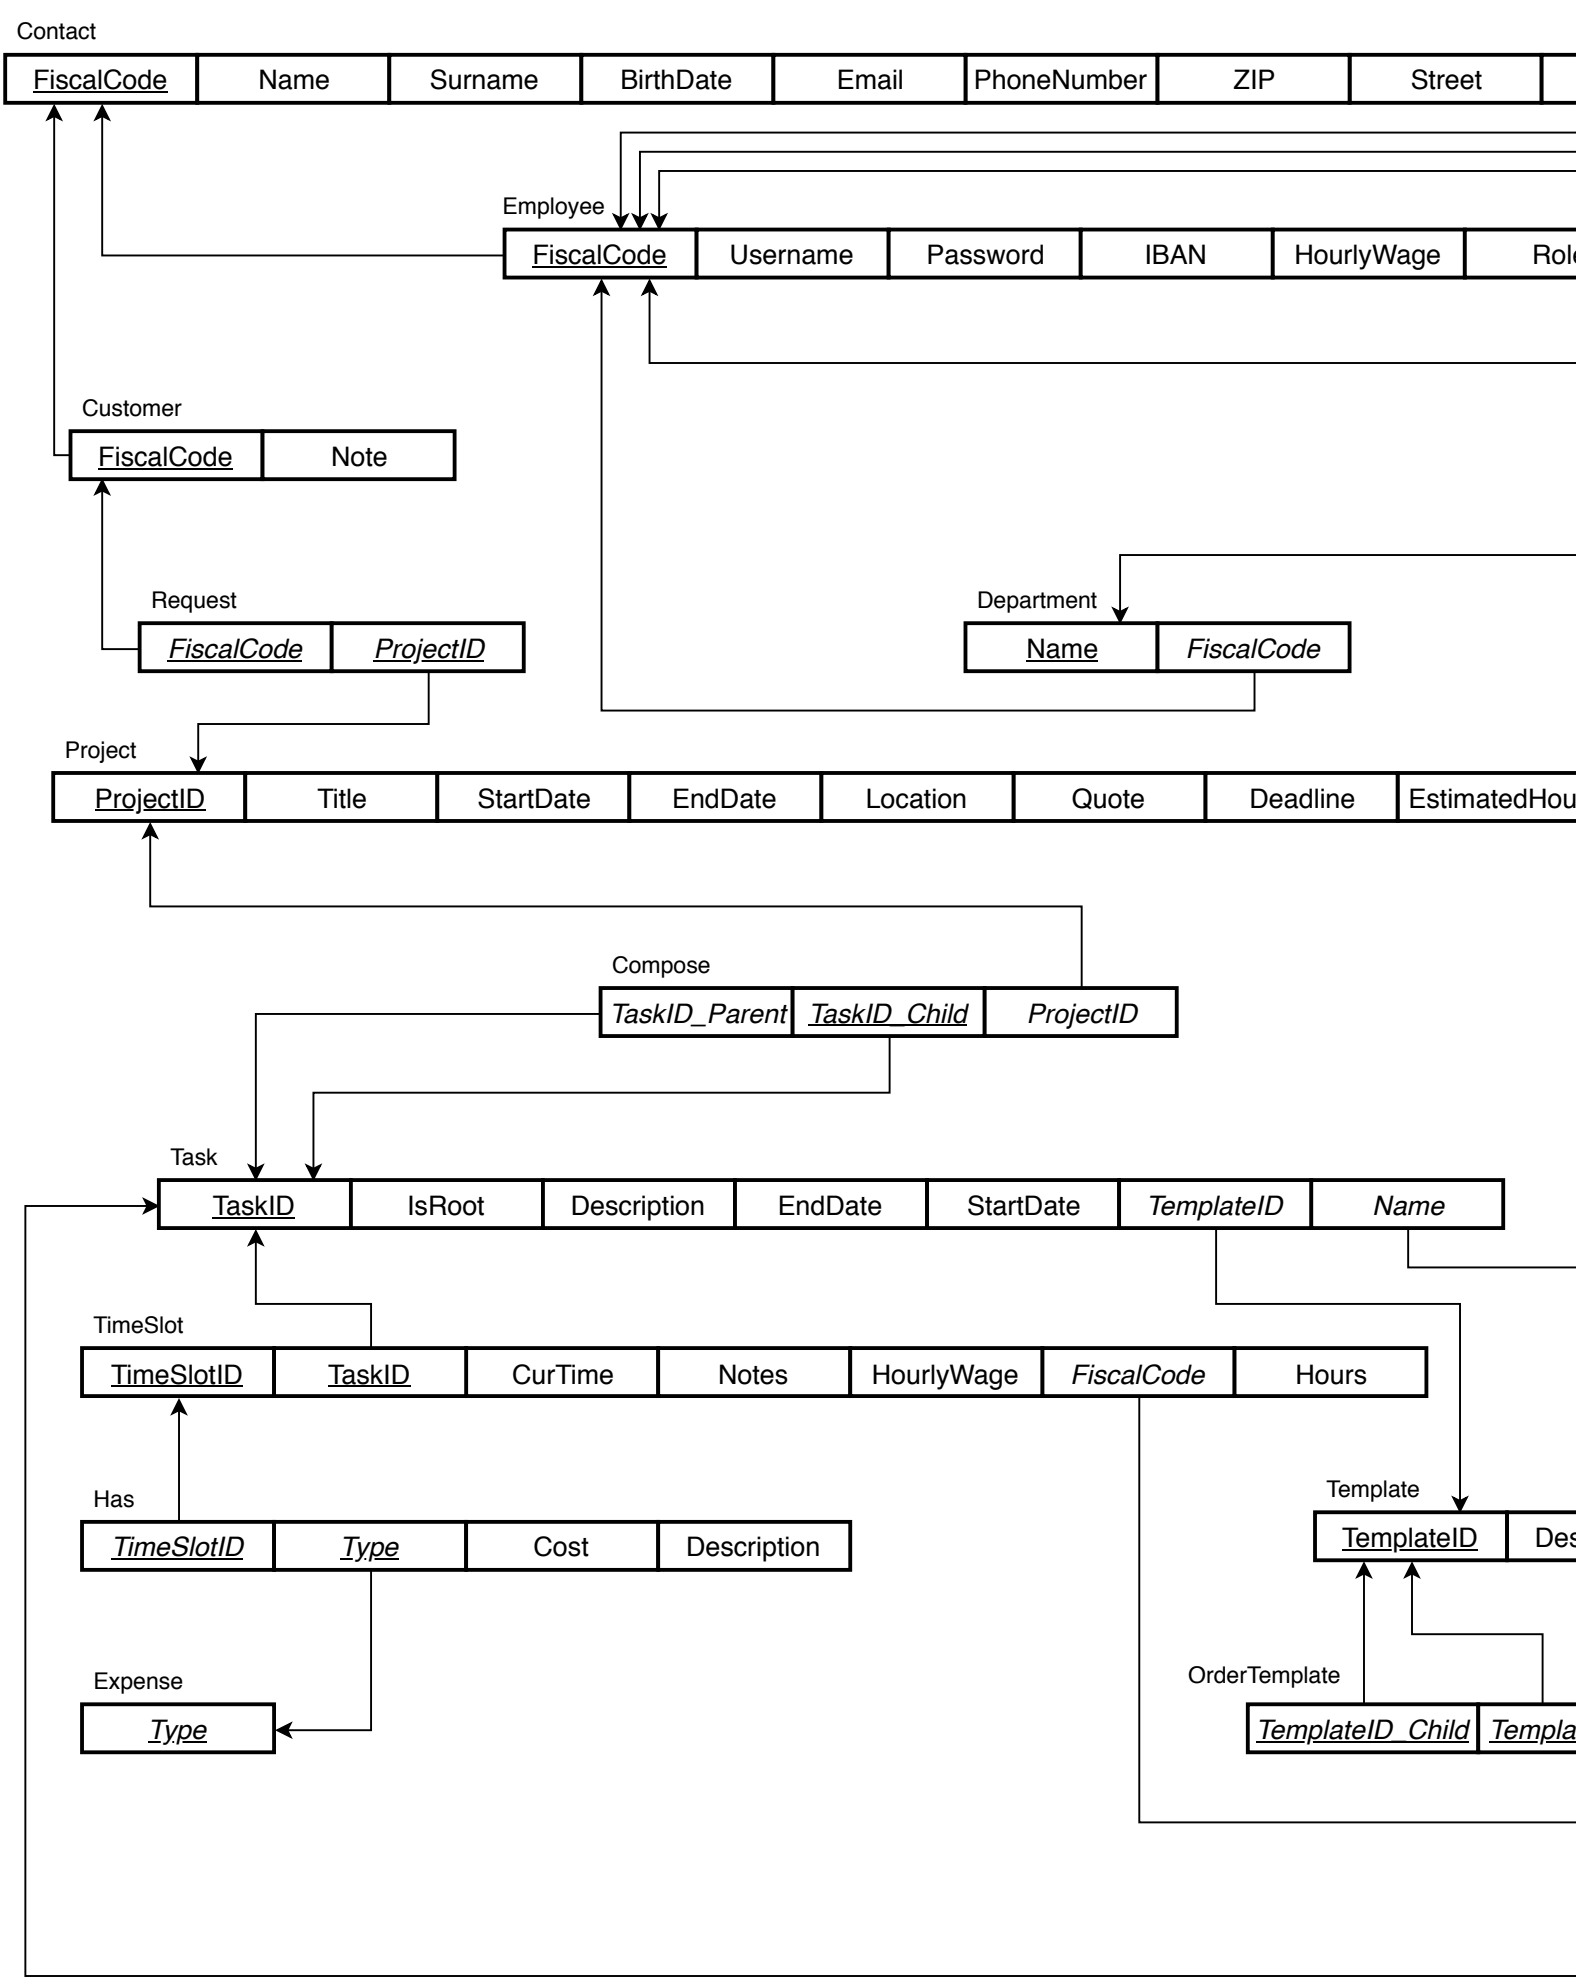 Contact
FiscalCode Name Surname BirthDate Email PhoneNumber ZIP Street
Employee
FiscalCode Username Password IBAN HourlyWage
Customer
FiscalCode Note
Request
FiscalCode ProjectID
Department
Name FiscalCode
Project
ProjectID Title StartDate EndDate Location Quote Deadline EstimatedHou
Compose
TaskID_Parent TaskID_Child ProjectID
Task
TaskID IsRoot Description EndDate StartDate TemplateID Name
TimeSlot
TimeSlotID TaskID CurTime Notes HourlyWage FiscalCode Hours
Has
TimeSlotID Type Cost Description
Template
TemplateID Des
Expense
Type
OrderTemplate
TemplateID_Child Templa